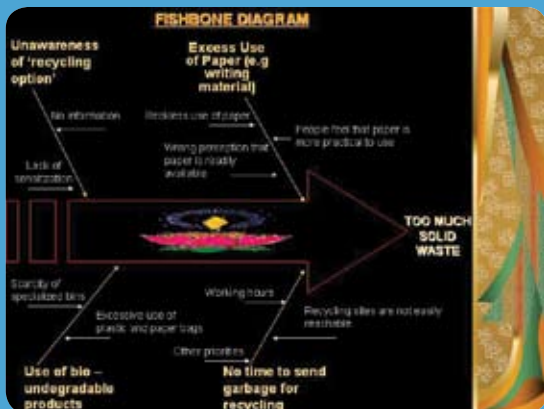 FISHBONE DIAGRAM
Unawareness
of 'recycling
option'
Excess Use
of Paper (e.g
writing
material)
No information
Reckless use of paper
People feel that paper is
more practical to use
Wrong perception that
paper is readily
available
Lack of
sensitization
TOO MUCH
SOLID
WASTE
Scarcity of
specialized bins
Working hours
Excessive use of
plastic and paper bags
Recycling sites are not easily
reachable
Other priorities
Use of bio –
undegradable
products
No time to send
garbage for
recycling